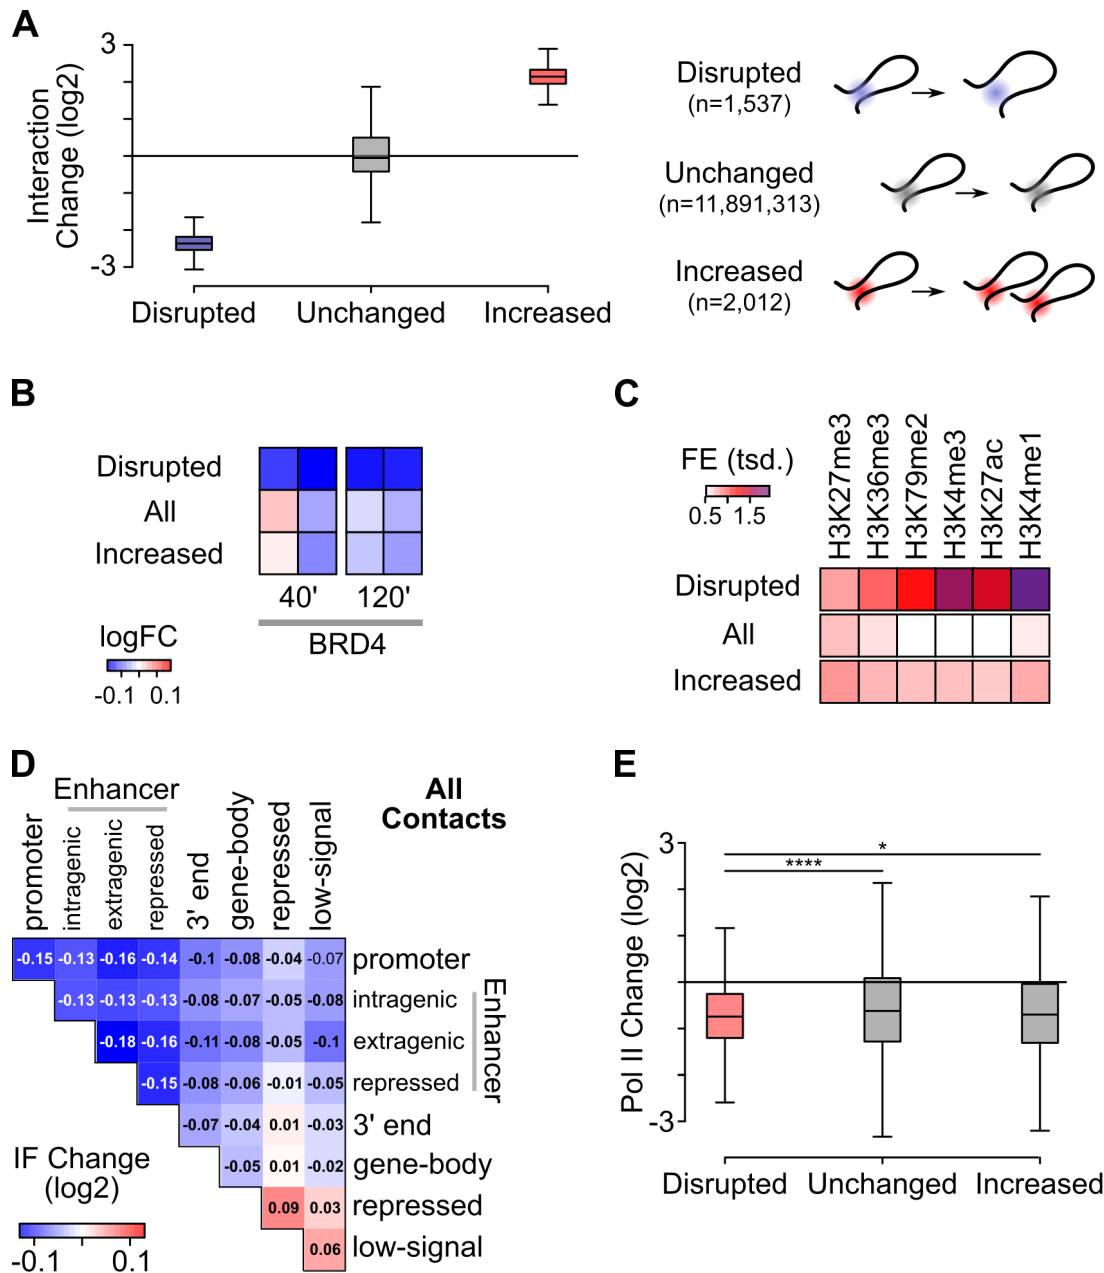 A
3
-3
Interaction
Change (log2)
Disrupted
Unchanged
Increased
Disrupted
(n=1,537)
Unchanged
(n=11,891,313)
Increased
(n=2,012)
B
Disrupted
All
Increased
40'
120'
BRD4
logFC
-0.1
0.1
C
FE (tsd.)
0.5
1.5
H3K27me3
H3K36me3
H3K79me2
H3K4me3
H3K27ac
H3K4me1
Disrupted
All
Increased
D
Enhancer
All
Contacts
promoter
intragenic
extragenic
repressed
3' end
gene-body
repressed
low-signal
-0.15 -0.13 -0.16 -0.14 -0.1 -0.08 -0.04 -0.07 promoter
-0.13 -0.13 -0.13 -0.08 -0.07 -0.05 -0.08 intragenic
-0.18 -0.16 -0.11 -0.08 -0.05 -0.1 extragenic
-0.15 -0.08 -0.06 -0.01 -0.05 repressed
Enhancer
-0.07 -0.04 0.01 -0.03 3' end
-0.05 0.01 -0.02 gene-body
0.09 0.03 repressed
0.06 low-signal
IF Change
(log2)
-0.1
0.1
E
3
-3
Pol II Change (log2)
*
****
Disrupted
Unchanged
Increased